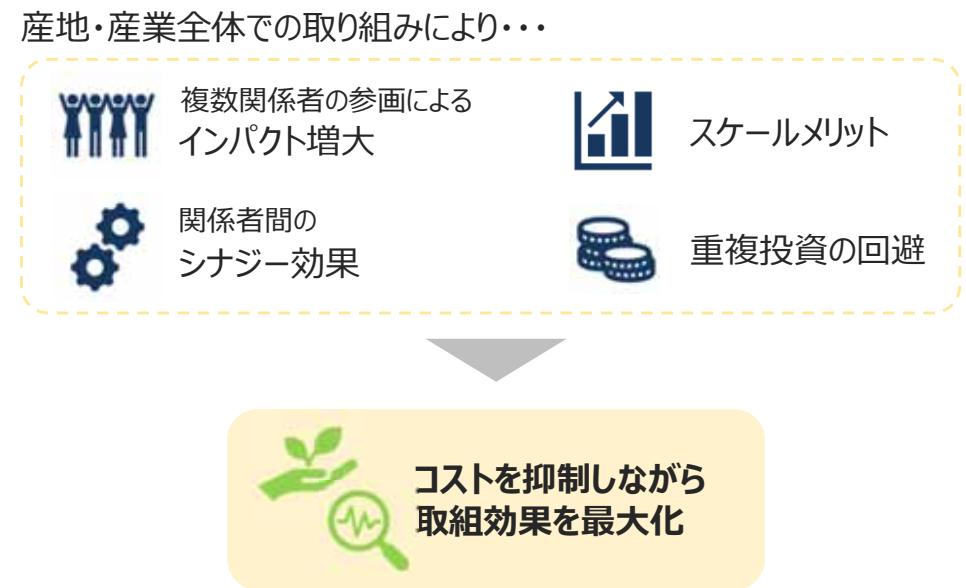 産地・産業全体での取り組みにより・・・
複数関係者の参画による
インパクト増大
スケールメリット
関係者間の
シナジー効果
重複投資の回避
コストを抑制しながら
取組効果を最大化